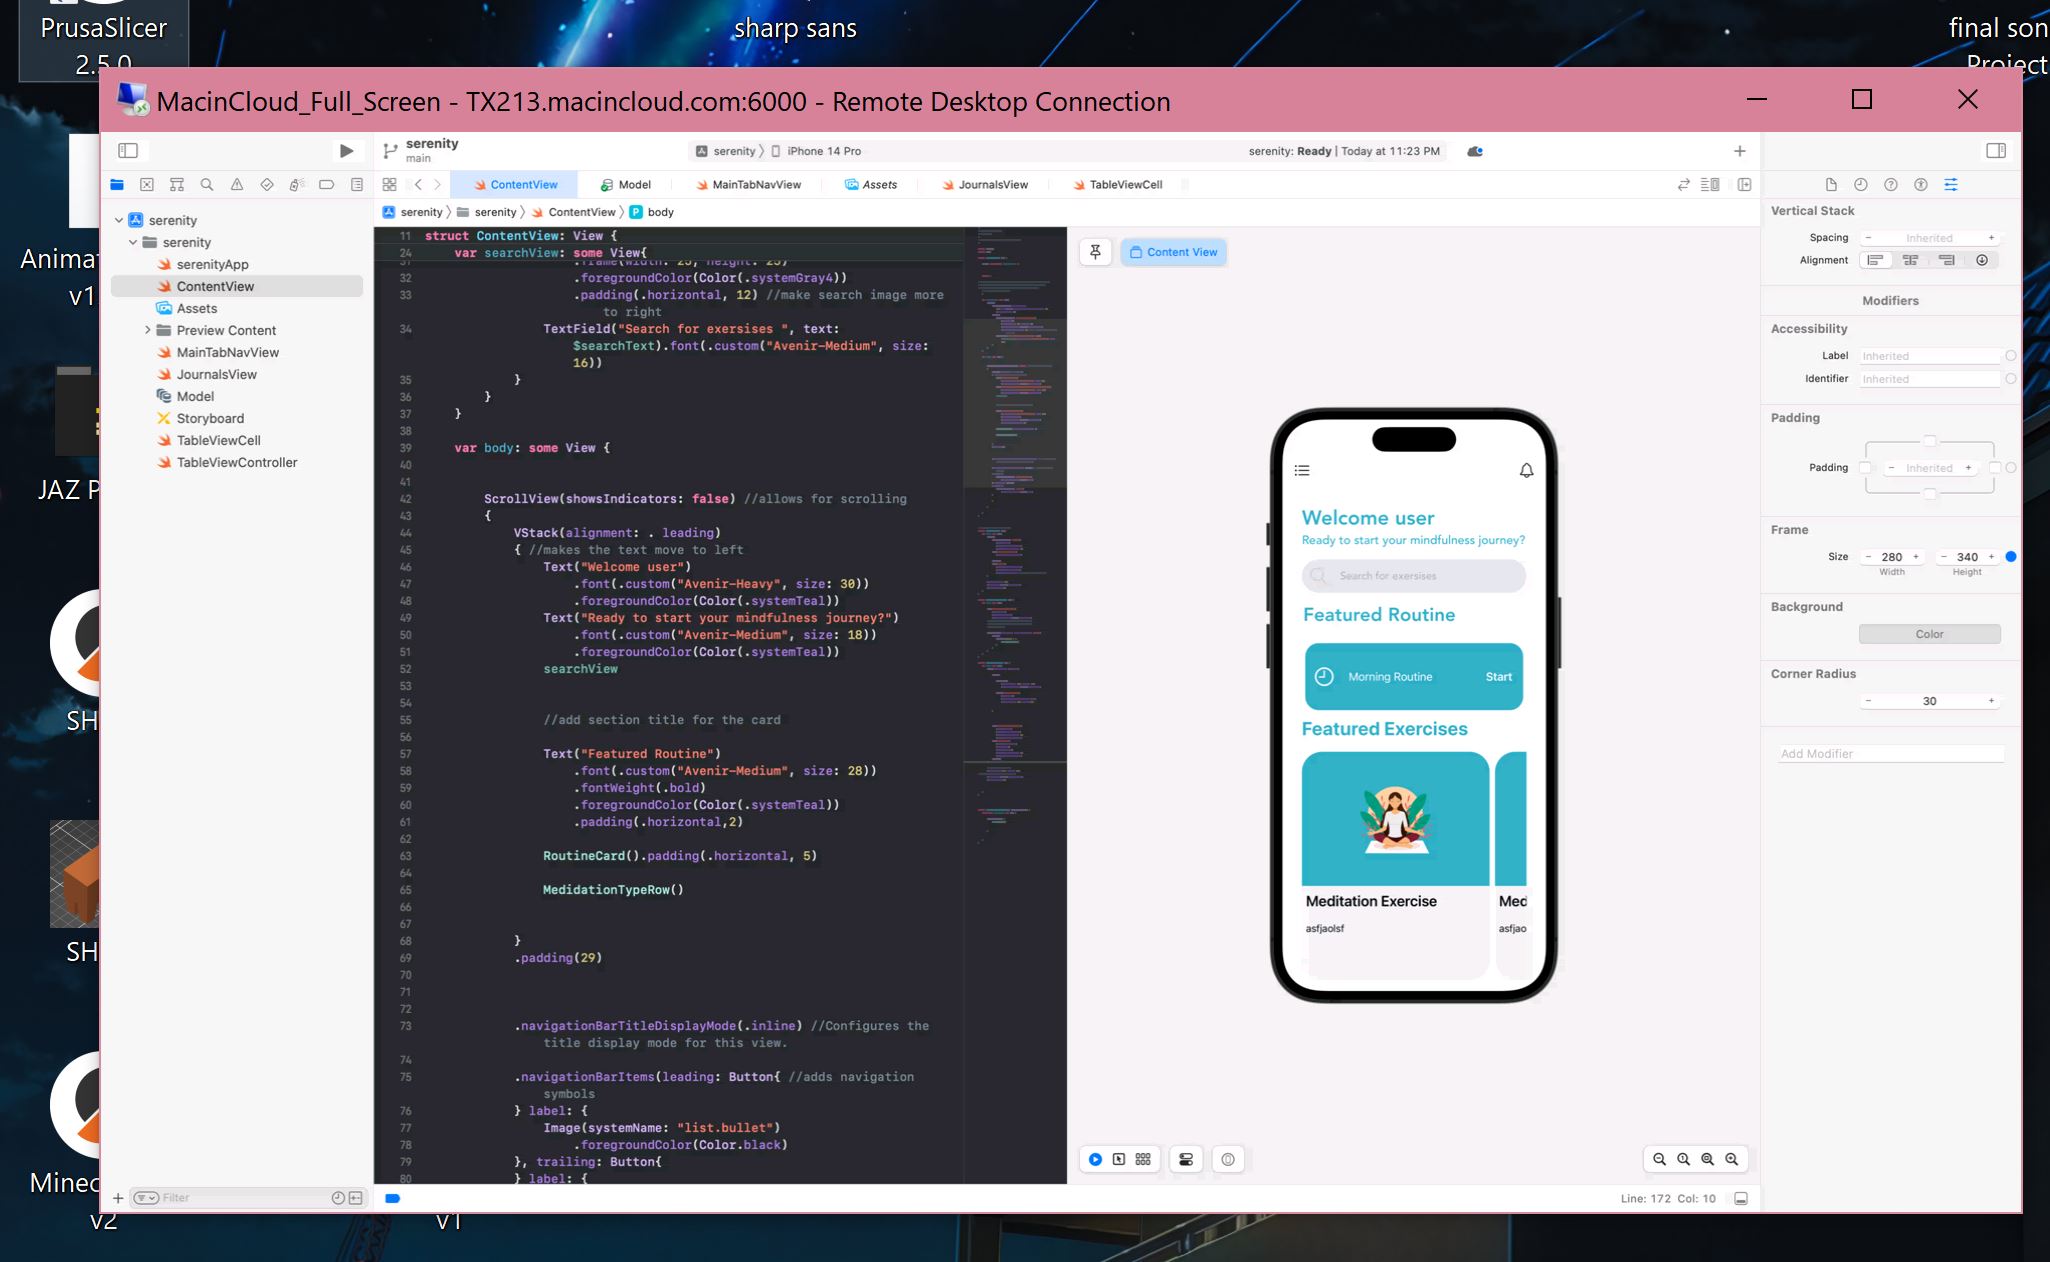 PrusaSlicer
2.5.0
sharp sans
final son
Project
MacinCloud_Full_Screen - TX213.macincloud.com:6000 - Remote Desktop Connection
Anima
v1
JAZ P
SH
SH
Minec
v2
v1
serenity
main
serenity
iPhone 14 Pro
serenity: Ready | Today at 11:23 PM
ContentView
Model
MainTabNavView
Assets
JournalsView
TableViewCell
serenity
serenity
ContentView
body
serenity
serenity
serenityApp
ContentView
Assets
Preview Content
MainTabNavView
JournalsView
Model
Storyboard
TableViewCell
TableViewController
Filter
11 struct ContentView: View {
24 var searchView: some View{
31 .frame(width: 25, height: 25)
32 .foregroundColor(Color(.systemGray4))
33 .padding(.horizontal, 12) //make search image more
to right
34 TextField("Search for exersises ", text:
$searchText).font(.custom("Avenir-Medium", size:
16))
35 }
36 }
37 }
38
39 var body: some View {
40
41
42 ScrollView(showsIndicators: false) //allows for scrolling
43 {
44 VStack(alignment: . leading)
45 { //makes the text move to left
46 Text("Welcome user")
47 .font(.custom("Avenir-Heavy", size: 30))
48 .foregroundColor(Color(.systemTeal))
49 Text("Ready to start your mindfulness journey?")
50 .font(.custom("Avenir-Medium", size: 18))
51 .foregroundColor(Color(.systemTeal))
52 searchView
53
54
55 //add section title for the card
56
57 Text("Featured Routine")
58 .font(.custom("Avenir-Medium", size: 28))
59 .fontWeight(.bold)
60 .foregroundColor(Color(.systemTeal))
61 .padding(.horizontal,2)
62
63 RoutineCard().padding(.horizontal, 5)
64
65 MedidationTypeRow()
66
67
68 }
69 .padding(29)
70
71
72
73 .navigationBarTitleDisplayMode(.inline) //Configures the
title display mode for this view.
74
75 .navigationBarItems(leading: Button{ //adds navigation
symbols
76 } label: {
77 Image(systemName: "list.bullet")
78 .foregroundColor(Color.black)
79 }, trailing: Button{
80 } label: {
Content View
Welcome user
Ready to start your mindfulness journey?
Search for exersises
Featured Routine
Morning Routine
Start
Featured Exercises
Meditation Exercise
Med
asfjaolsf
asfjao
Line: 172 Col: 10
Vertical Stack
Spacing
Inherited
Alignment
Modifiers
Accessibility
Label
Inherited
Identifier
Inherited
Padding
Padding
Inherited
Frame
Size
280
340
Width
Height
Background
Color
Corner Radius
30
Add Modifier